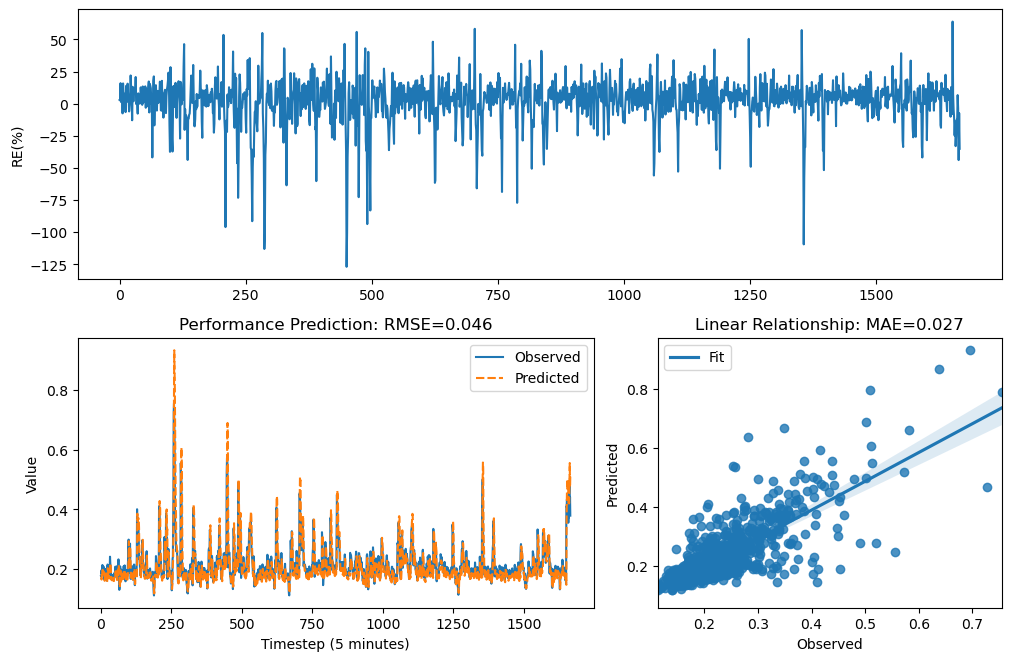 RE(%)
50
25
0
−25
−50
−75
−100
−125
0 250 500 750 1000 1250 1500
Performance Prediction: RMSE=0.046
Observed
Predicted
Value
0.8
0.6
0.4
0.2
0 250 500 750 1000 1250 1500
Timestep (5 minutes)
Linear Relationship: MAE=0.027
Fit
Predicted
0.8
0.6
0.4
0.2
0.2 0.3 0.4 0.5 0.6 0.7
Observed